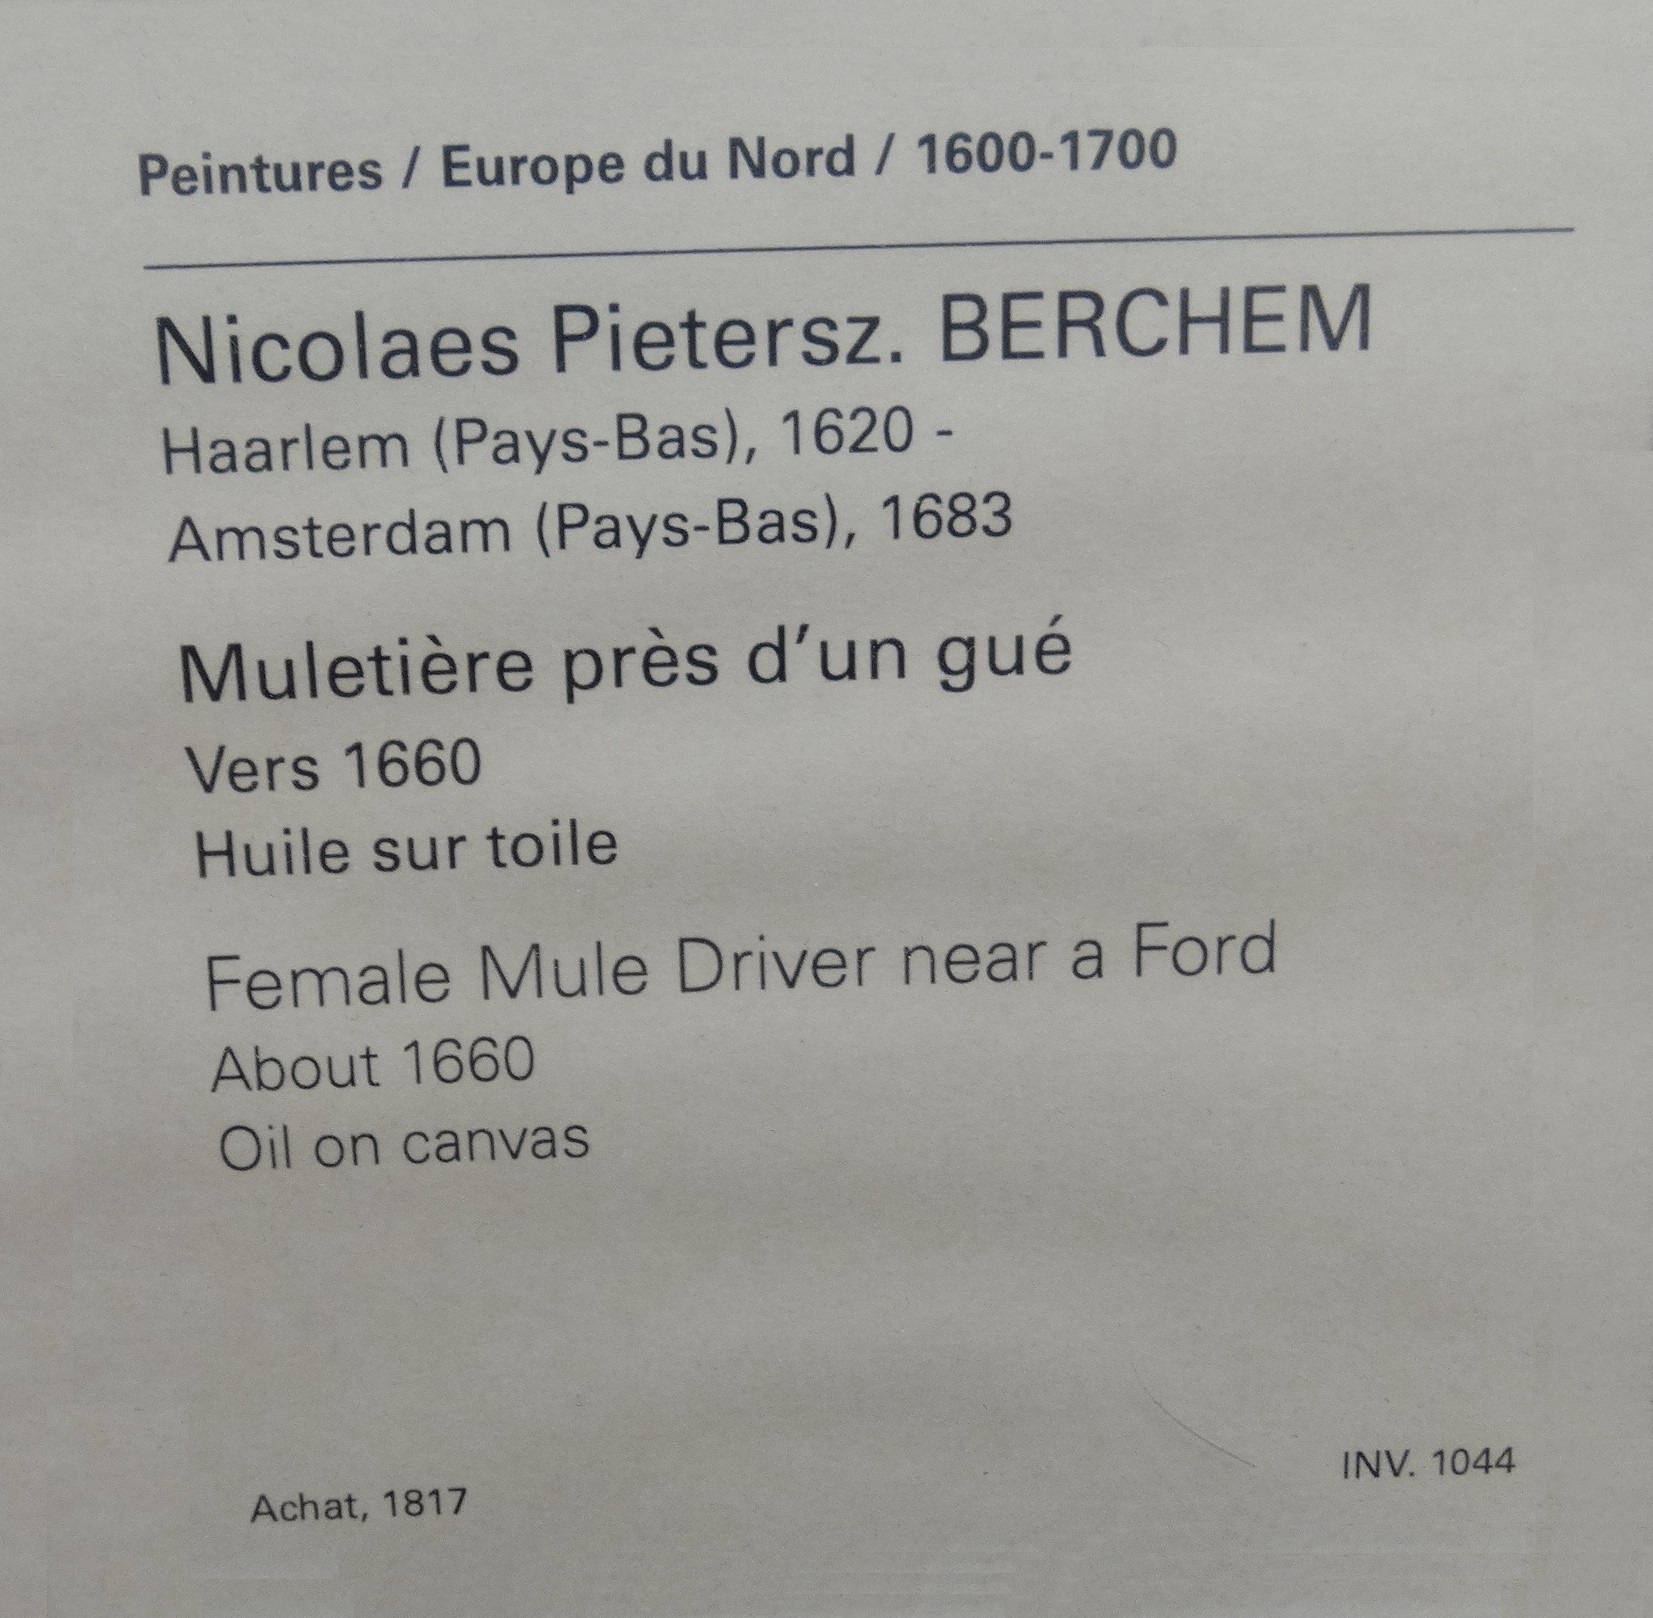 Peintures / Europe du Nord / 1600-1700
Nicolaes Pietersz. BERCHEM
Haarlem (Pays-Bas), 1620 -
Amsterdam (Pays-Bas), 1683
Muletière près d’un gué
Vers 1660
Huile sur toile
Female Mule Driver near a Ford
About 1660
Oil on canvas
Achat, 1817
INV. 1044